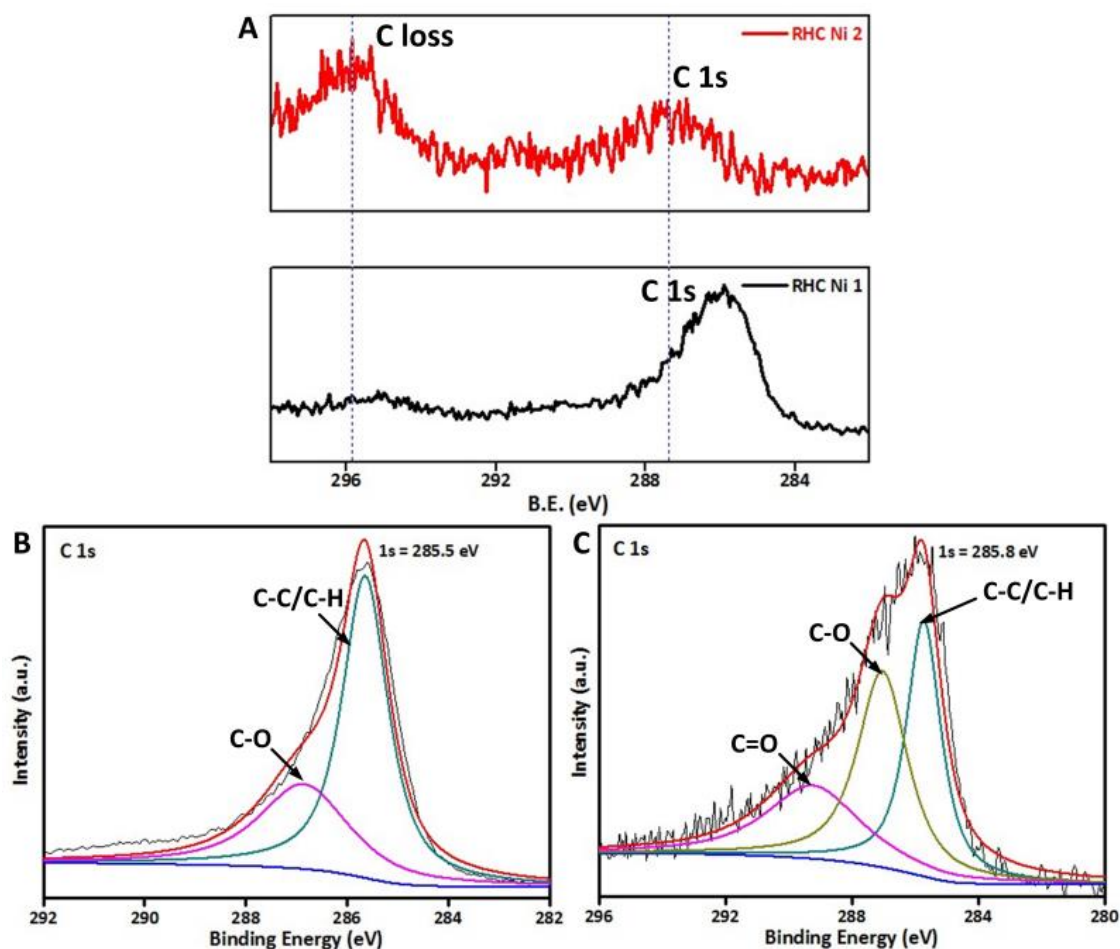 A
C loss
RHC Ni 2
C 1s
C 1s
RHC Ni 1
296 292 288 284
B.E. (eV)
B
C 1s
1s = 285.5 eV
C-C/C-H
C-O
Intensity (a.u.)
292 290 288 286 284 282
Binding Energy (eV)
C
C 1s
1s = 285.8 eV
C-C/C-H
C-O
C=O
Intensity (a.u.)
296 292 288 284 280
Binding Energy (eV)